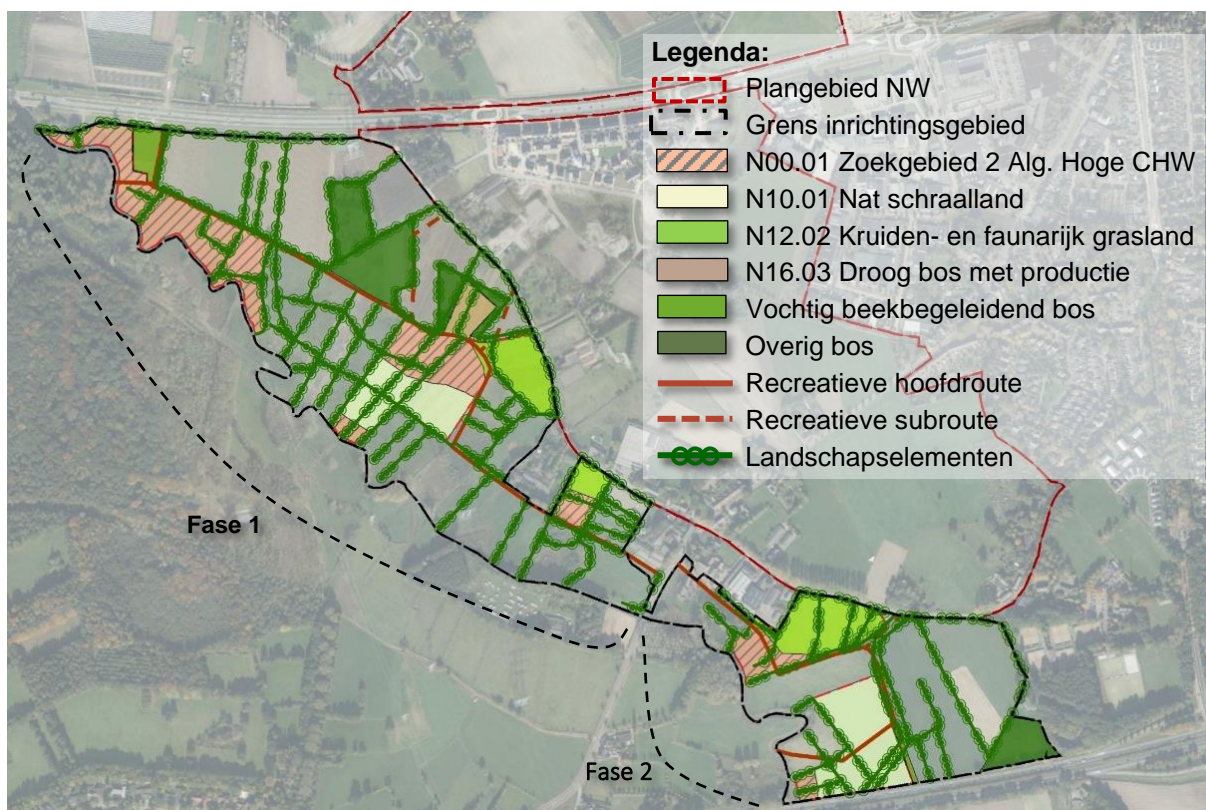 Legenda:
Plangebied NW
Grens inrichtingsgebied
N00.01 Zoekgebied 2 Alg. Hoge CHW
N10.01 Nat schraalland
N12.02 Kruiden- en faunarijk grasland
N16.03 Droog bos met productie
Vochtig beekbegeleidend bos
Overig bos
Recreatieve hoofdroute
Recreatieve subroute
Landschapselementen
Fase 1
Fase 2